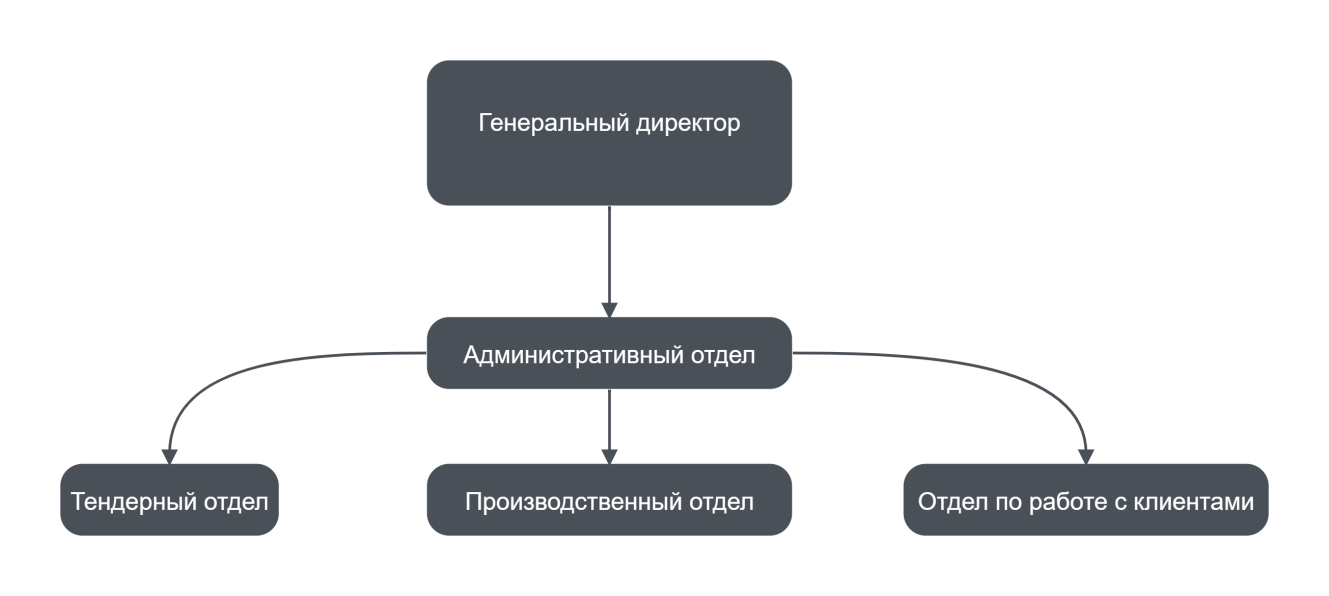 Генеральный директор
Административный отдел
Тендерный отдел
Производственный отдел
Отдел по работе с клиентами